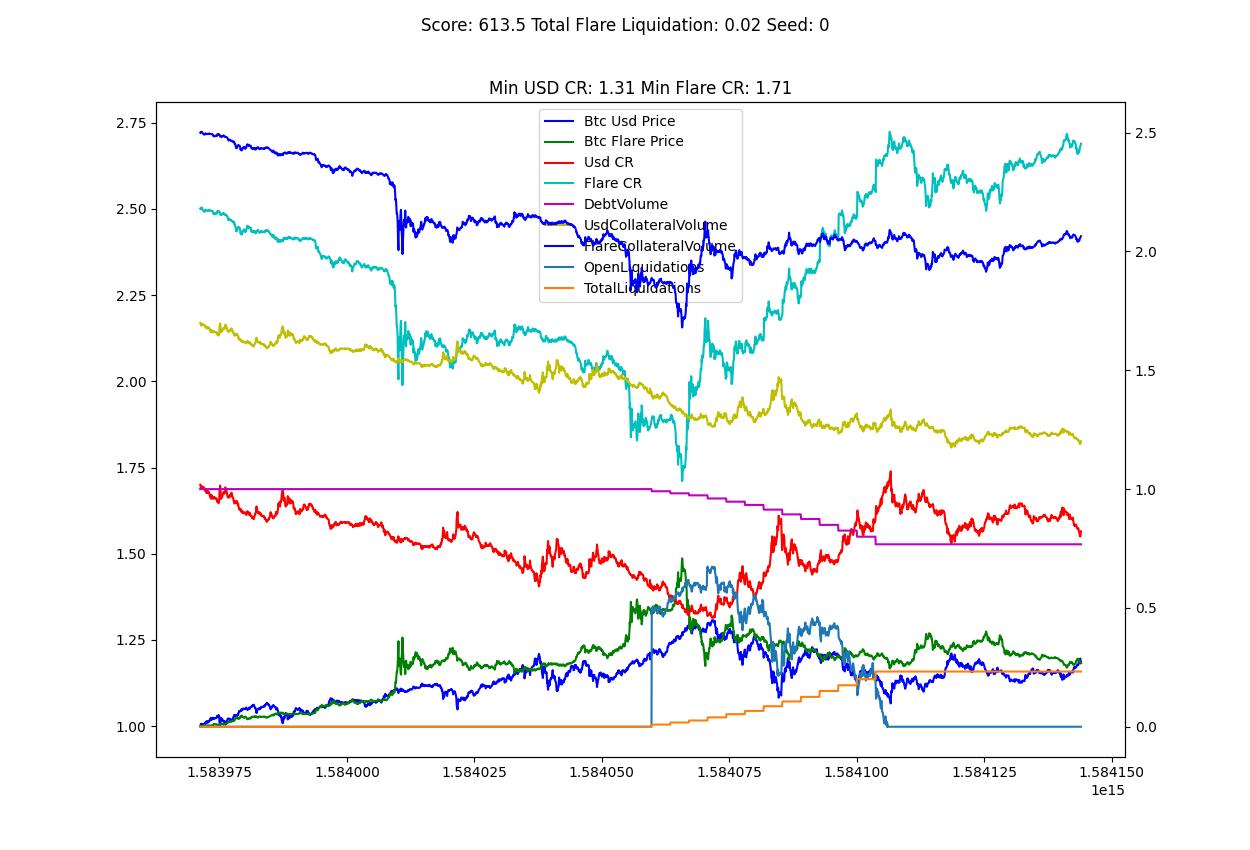 Score: 613.5 Total Flare Liquidation: 0.02 Seed: 0
Min USD CR: 1.31 Min Flare CR: 1.71
Btc Usd Price
Btc Flare Price
Usd CR
Flare CR
DebtVolume
UsdCollateralVolume
FlareCollateralVolume
OpenLiquidations
TotalLiquidations
2.75
2.50
2.25
2.00
1.75
1.50
1.25
1.00
2.5
2.0
1.5
1.0
0.5
0.0
1.583975 1.584000 1.584025 1.584050 1.584075 1.584100 1.584125 1.584150
1e15